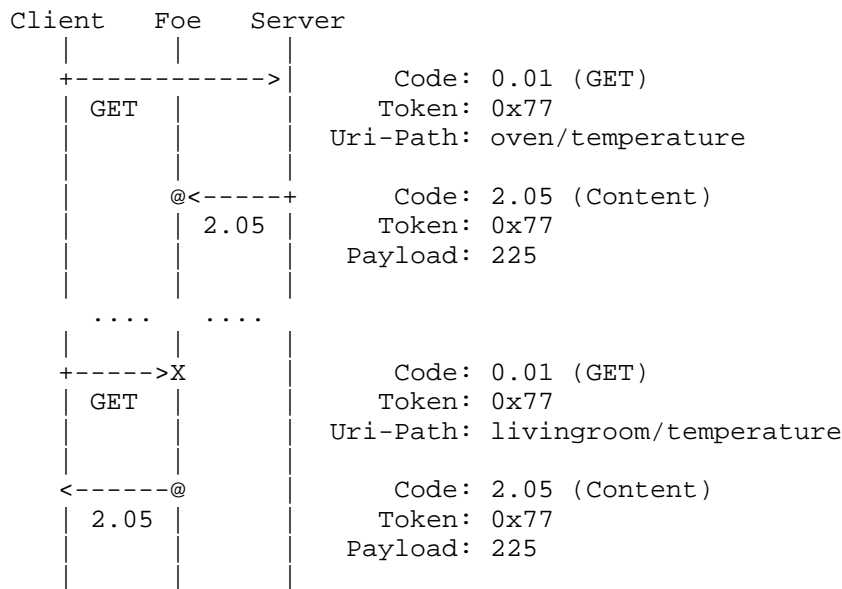 Client    Foe    Server
   |       |       |
   +------------->|       Code: 0.01 (GET)
   |  GET  |       |      Token: 0x77
   |       |       |   Uri-Path: oven/temperature
   |       |       |
   |       @<-----+       Code: 2.05 (Content)
   |       | 2.05  |      Token: 0x77
   |       |       |    Payload: 225
   |       |       |
     ....    ....
   |       |       |
   +----->X       |       Code: 0.01 (GET)
   |  GET  |       |      Token: 0x77
   |       |       |   Uri-Path: livingroom/temperature
   |       |       |
   <------@       |       Code: 2.05 (Content)
   |  2.05 |       |      Token: 0x77
   |       |       |    Payload: 225
   |       |       |